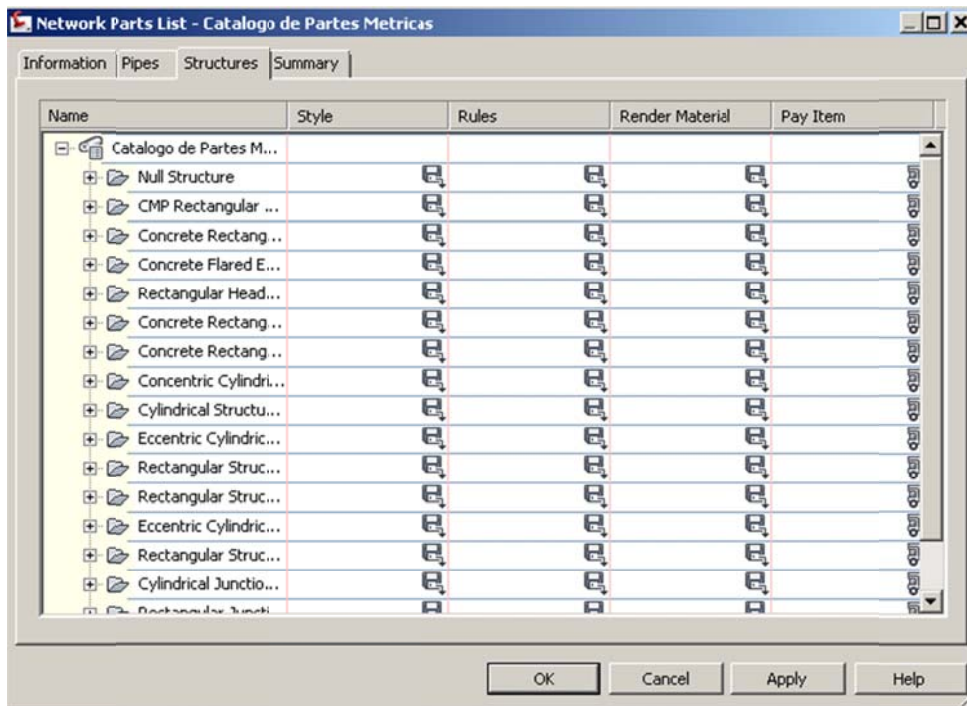 Network Parts List - Catalogo de Partes Metricas
Information Pipes Structures Summary
Name Style Rules Render Material Pay Item
Catalogo de Partes M...
Null Structure
CMP Rectangular ...
Concrete Rectang...
Concrete Flared E...
Rectangular Head...
Concrete Rectang...
Concrete Rectang...
Concentric Cylindri...
Cylindrical Structu...
Eccentric Cylindric...
Rectangular Struc...
Rectangular Struc...
Eccentric Cylindric...
Rectangular Struc...
Cylindrical Junctio...
Rectangular Juncti...
OK Cancel Apply Help